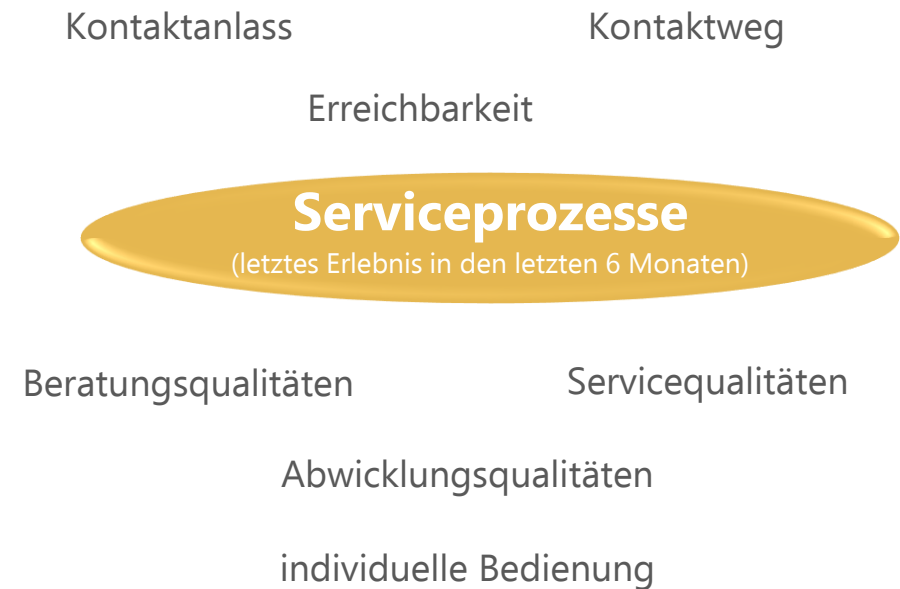 Kontaktanlass
Kontaktweg
Erreichbarkeit
Serviceprozesse
(letztes Erlebnis in den letzten 6 Monaten)
Beratungsqualitäten
Servicequalitäten
Abwicklungsqualitäten
individuelle Bedienung